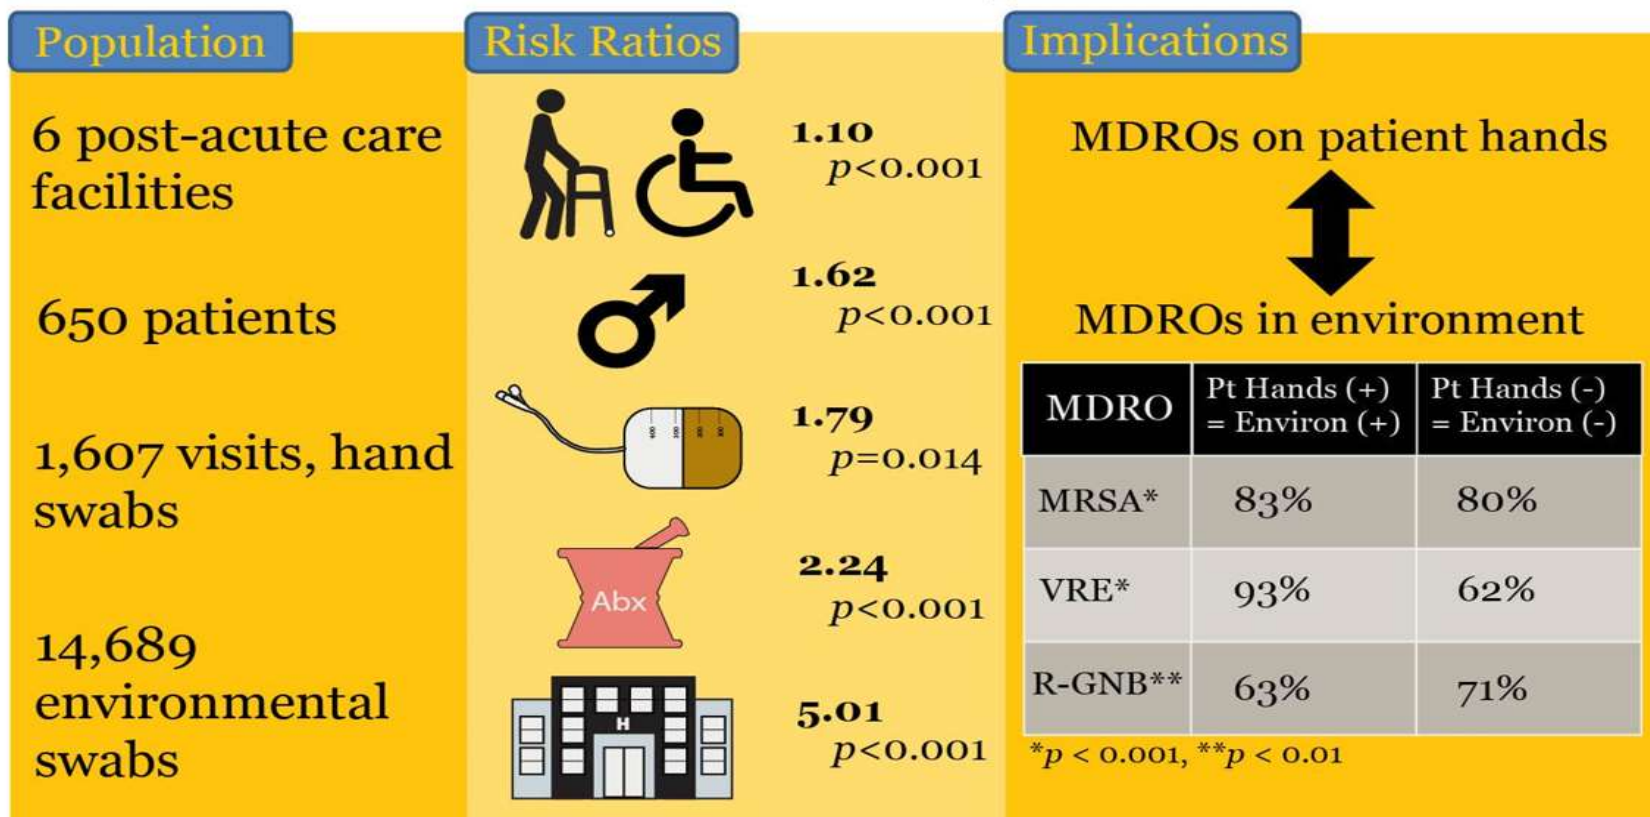 Population
6 post-acute care
facilities
650 patients
1,607 visits, hand
swabs
14,689
environmental
swabs
Risk Ratios
1.10
p<0.001
1.62
p<0.001
1.79
p=0.014
Abx
2.24
p<0.001
H
5.01
p<0.001
Implications
MDROs on patient hands
MDROs in environment
MDRO
Pt Hands (+)
= Environ (+)
Pt Hands (-)
= Environ (-)
MRSA* 83% 80%
VRE* 93% 62%
R-GNB** 63% 71%
*p < 0.001, **p < 0.01